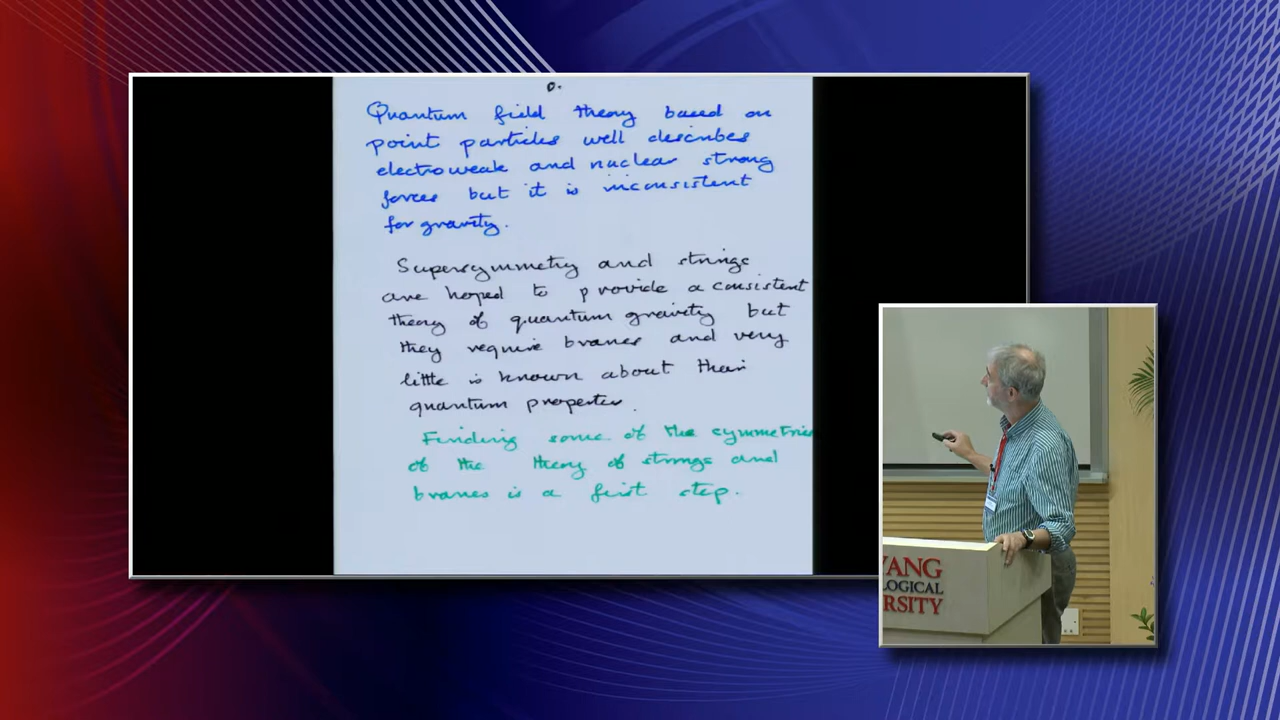 0.
Quantum field theory based on
point particles well describes
electroweak and nuclear strong
forces but it is inconsistent
for gravity.
Supersymmetry and strings
are hoped to provide a consistent
theory of quantum gravity but
they require branes and very
little is known about their
quantum properties.
Finding some of the symmetries
of the theory of strings and
branes is a first step.
YANG
LOGICAL
RSITY